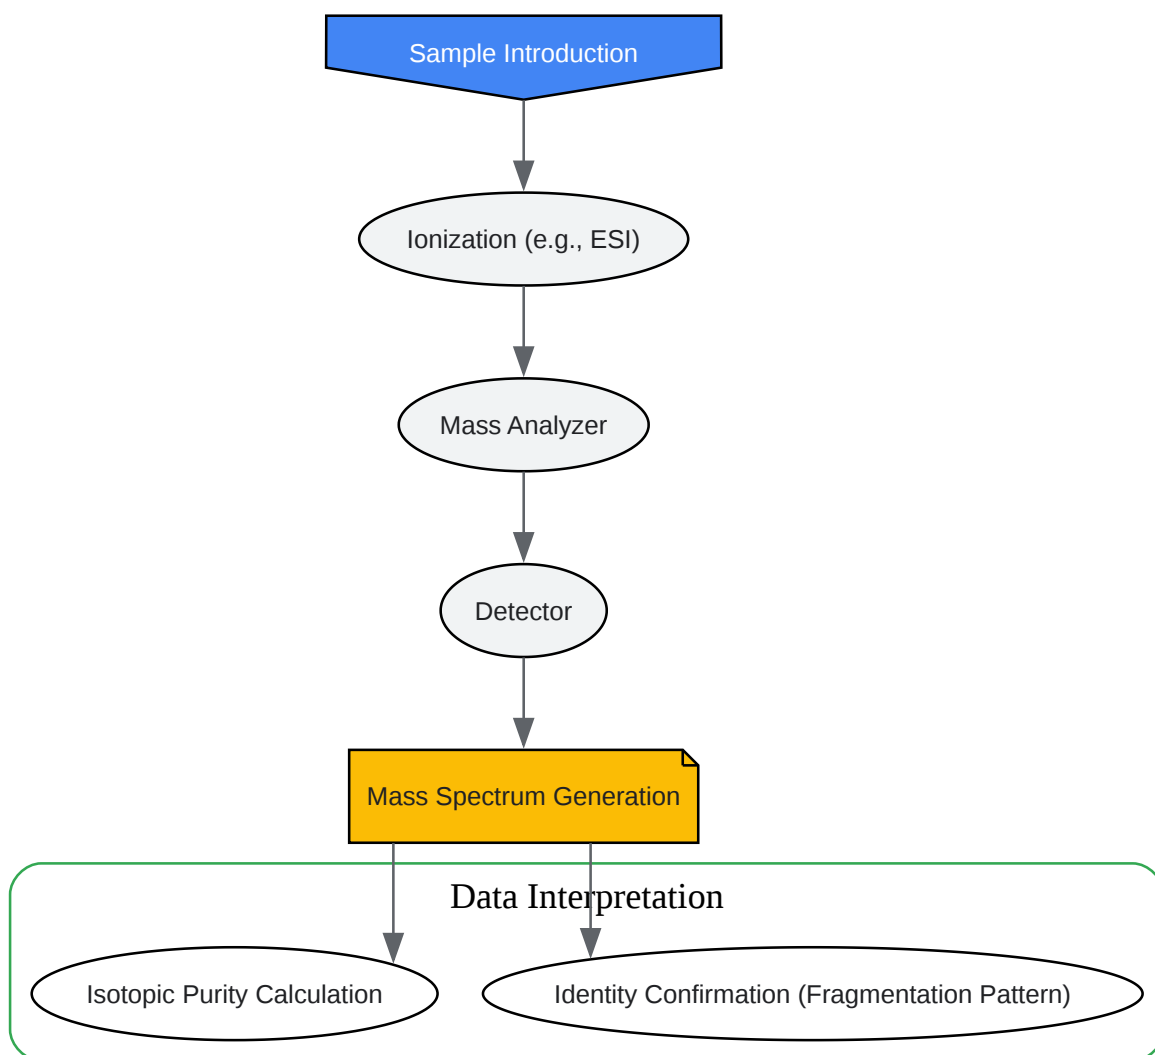 Sample Introduction
Ionization (e.g., ESI)
Mass Analyzer
Detector
Mass Spectrum Generation
Data Interpretation
Isotopic Purity Calculation
Identity Confirmation (Fragmentation Pattern)